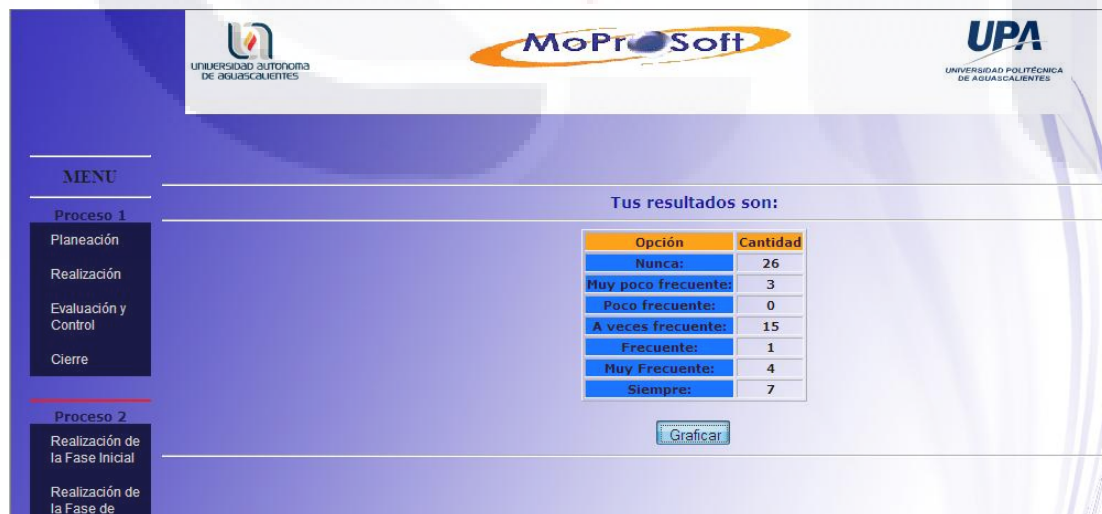 UNIVERSIDAD AUTONOMA
DE AGUASCALIENTES
MoProSoft
UPA
UNIVERSIDAD POLITÉCNICA
DE AGUASCALIENTES
MENU
Proceso 1
Planeación
Realización
Evaluación y
Control
Cierre
Proceso 2
Realización de
la Fase Inicial
Realización de
la Fase de
Tus resultados son:
Opción Cantidad
Nunca: 26
Muy poco frecuente: 3
Poco frecuente: 0
A veces frecuente: 15
Frecuente: 1
Muy Frecuente: 4
Siempre: 7
Graficar